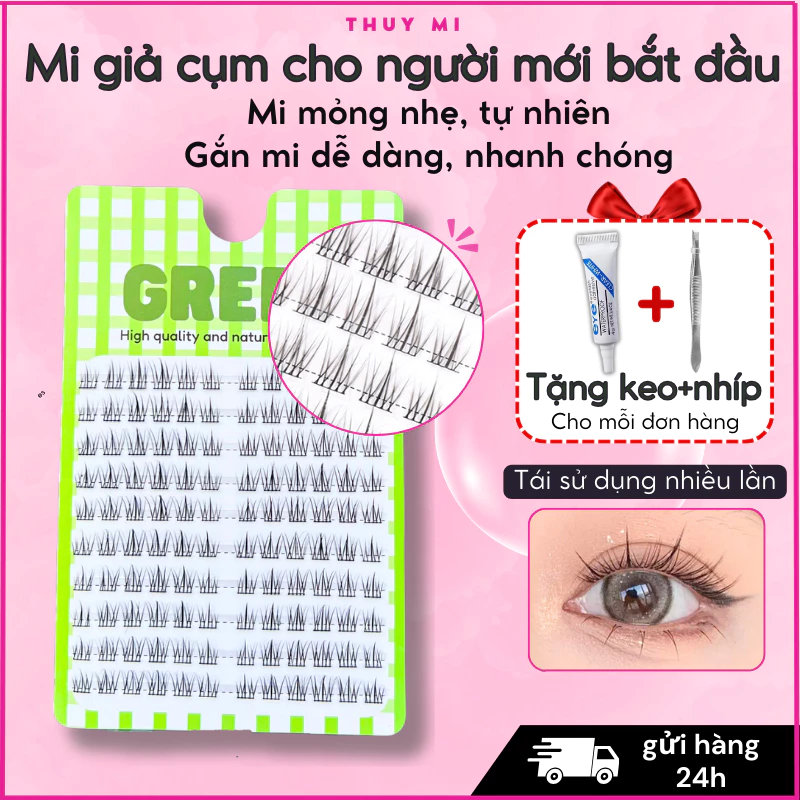 THUY MI
Mi giả cụm cho người mới bắt đầu
Mi mỏng nhẹ, tự nhiên
Gắn mi dễ dàng, nhanh chóng
GREE
High quality and natur
Tặng keo+nhíp
Cho mỗi đơn hàng
Tái sử dụng nhiều lần
gửi hàng
24h